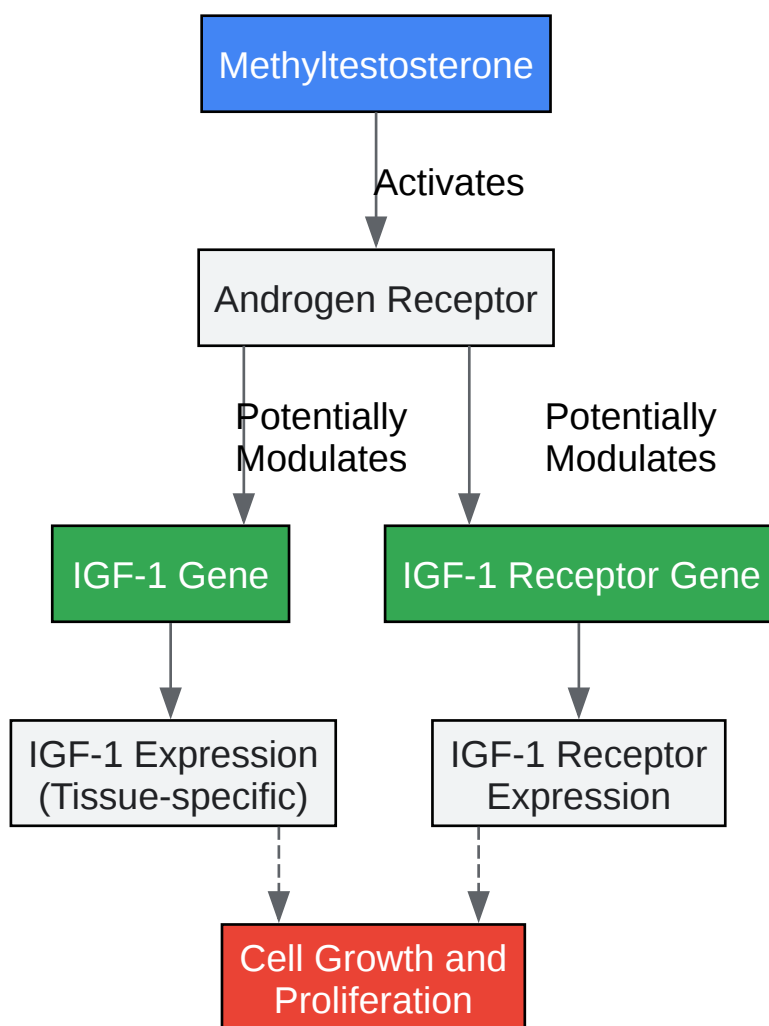 Methyltestosterone
Activates
Androgen Receptor
Potentially
Modulates
Potentially
Modulates
IGF-1 Gene
IGF-1 Receptor Gene
IGF-1 Expression
(Tissue-specific)
IGF-1 Receptor
Expression
Cell Growth and
Proliferation